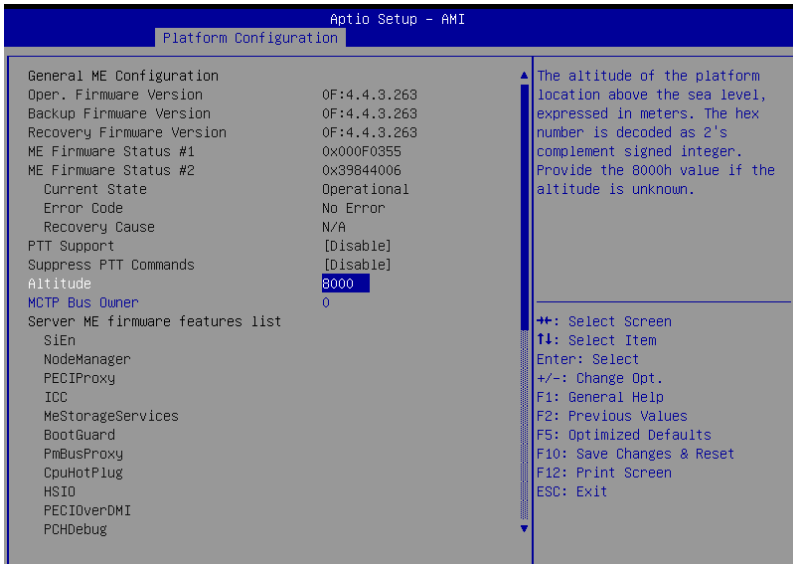 Aptio Setup – AMI
Platform Configuration
General ME Configuration
Oper. Firmware Version 0F:4.4.3.263
Backup Firmware Version 0F:4.4.3.263
Recovery Firmware Version 0F:4.4.3.263
ME Firmware Status #1 0x000F0355
ME Firmware Status #2 0x39844006
Current State Operational
Error Code No Error
Recovery Cause N/A
PTT Support [Disable]
Suppress PTT Commands [Disable]
Altitude 8000
MCTP Bus Owner 0
Server ME firmware features list
SiEn
NodeManager
PECIProxy
ICC
MeStorageServices
BootGuard
PmBusProxy
CpuHotPlug
HSIO
PECIOverDMI
PCHDebug
The altitude of the platform
location above the sea level,
expressed in meters. The hex
number is decoded as 2's
complement signed integer.
Provide the 8000h value if the
altitude is unknown.
→←: Select Screen
↑↓: Select Item
Enter: Select
+/-: Change Opt.
F1: General Help
F2: Previous Values
F5: Optimized Defaults
F10: Save Changes & Reset
F12: Print Screen
ESC: Exit